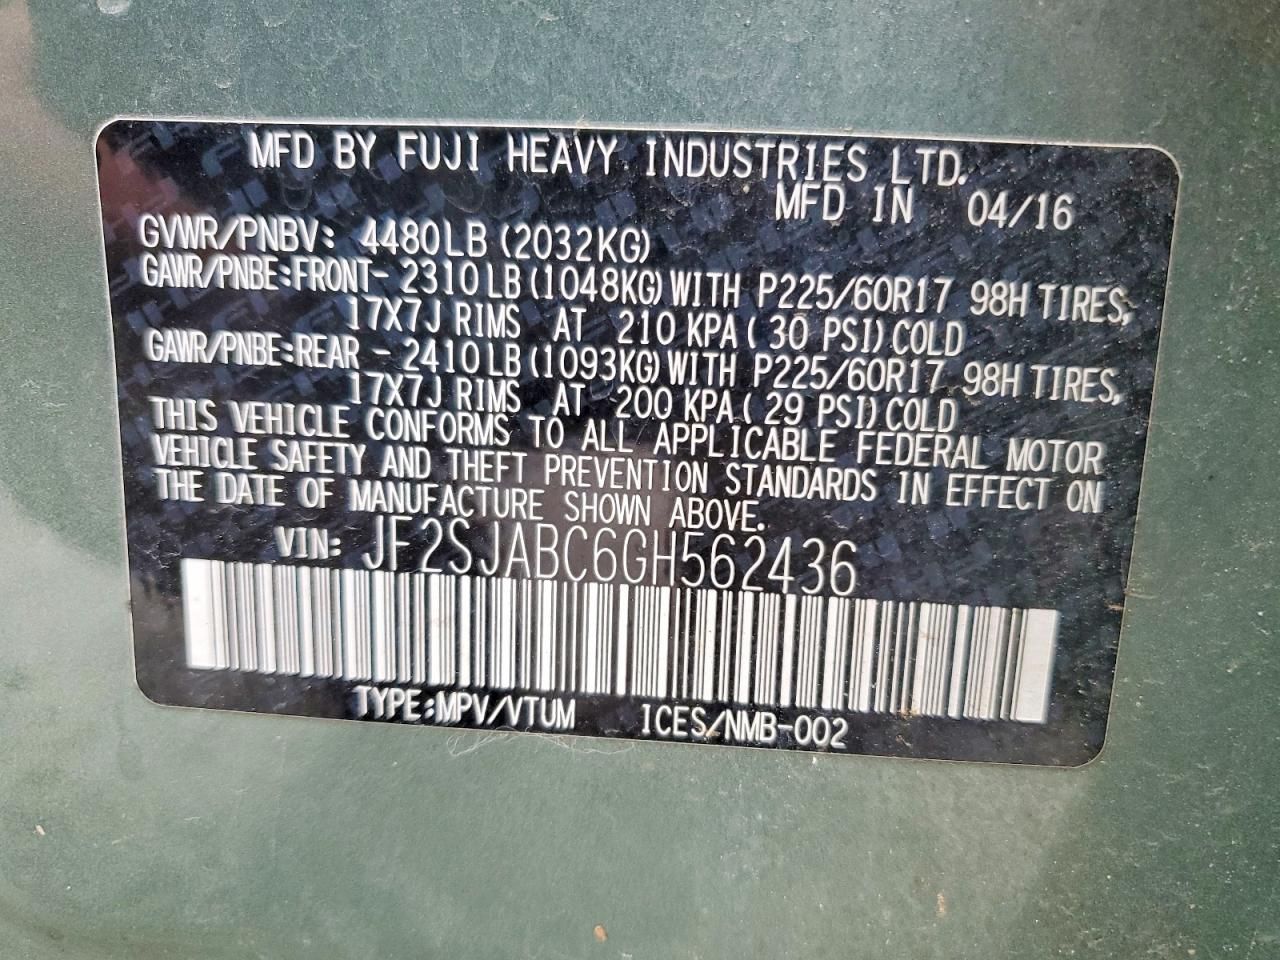 MFD BY FUJI HEAVY INDUSTRIES LTD.
MFD IN 04/16
GVWR/PNBV: 4480LB (2032KG)
GAWR/PNBE:FRONT- 2310LB (1048KG) WITH P225/60R17 98H TIRES,
17X7J RIMS AT 210 KPA ( 30 PSI) COLD
GAWR/PNBE:REAR - 2410LB (1093KG) WITH P225/60R17 98H TIRES,
17X7J RIMS AT 200 KPA ( 29 PSI) COLD
THIS VEHICLE CONFORMS TO ALL APPLICABLE FEDERAL MOTOR
VEHICLE SAFETY AND THEFT PREVENTION STANDARDS IN EFFECT ON
THE DATE OF MANUFACTURE SHOWN ABOVE.
VIN: JF2SJABC6GH562436
TYPE:MPV/VTUM ICES/NMB-002